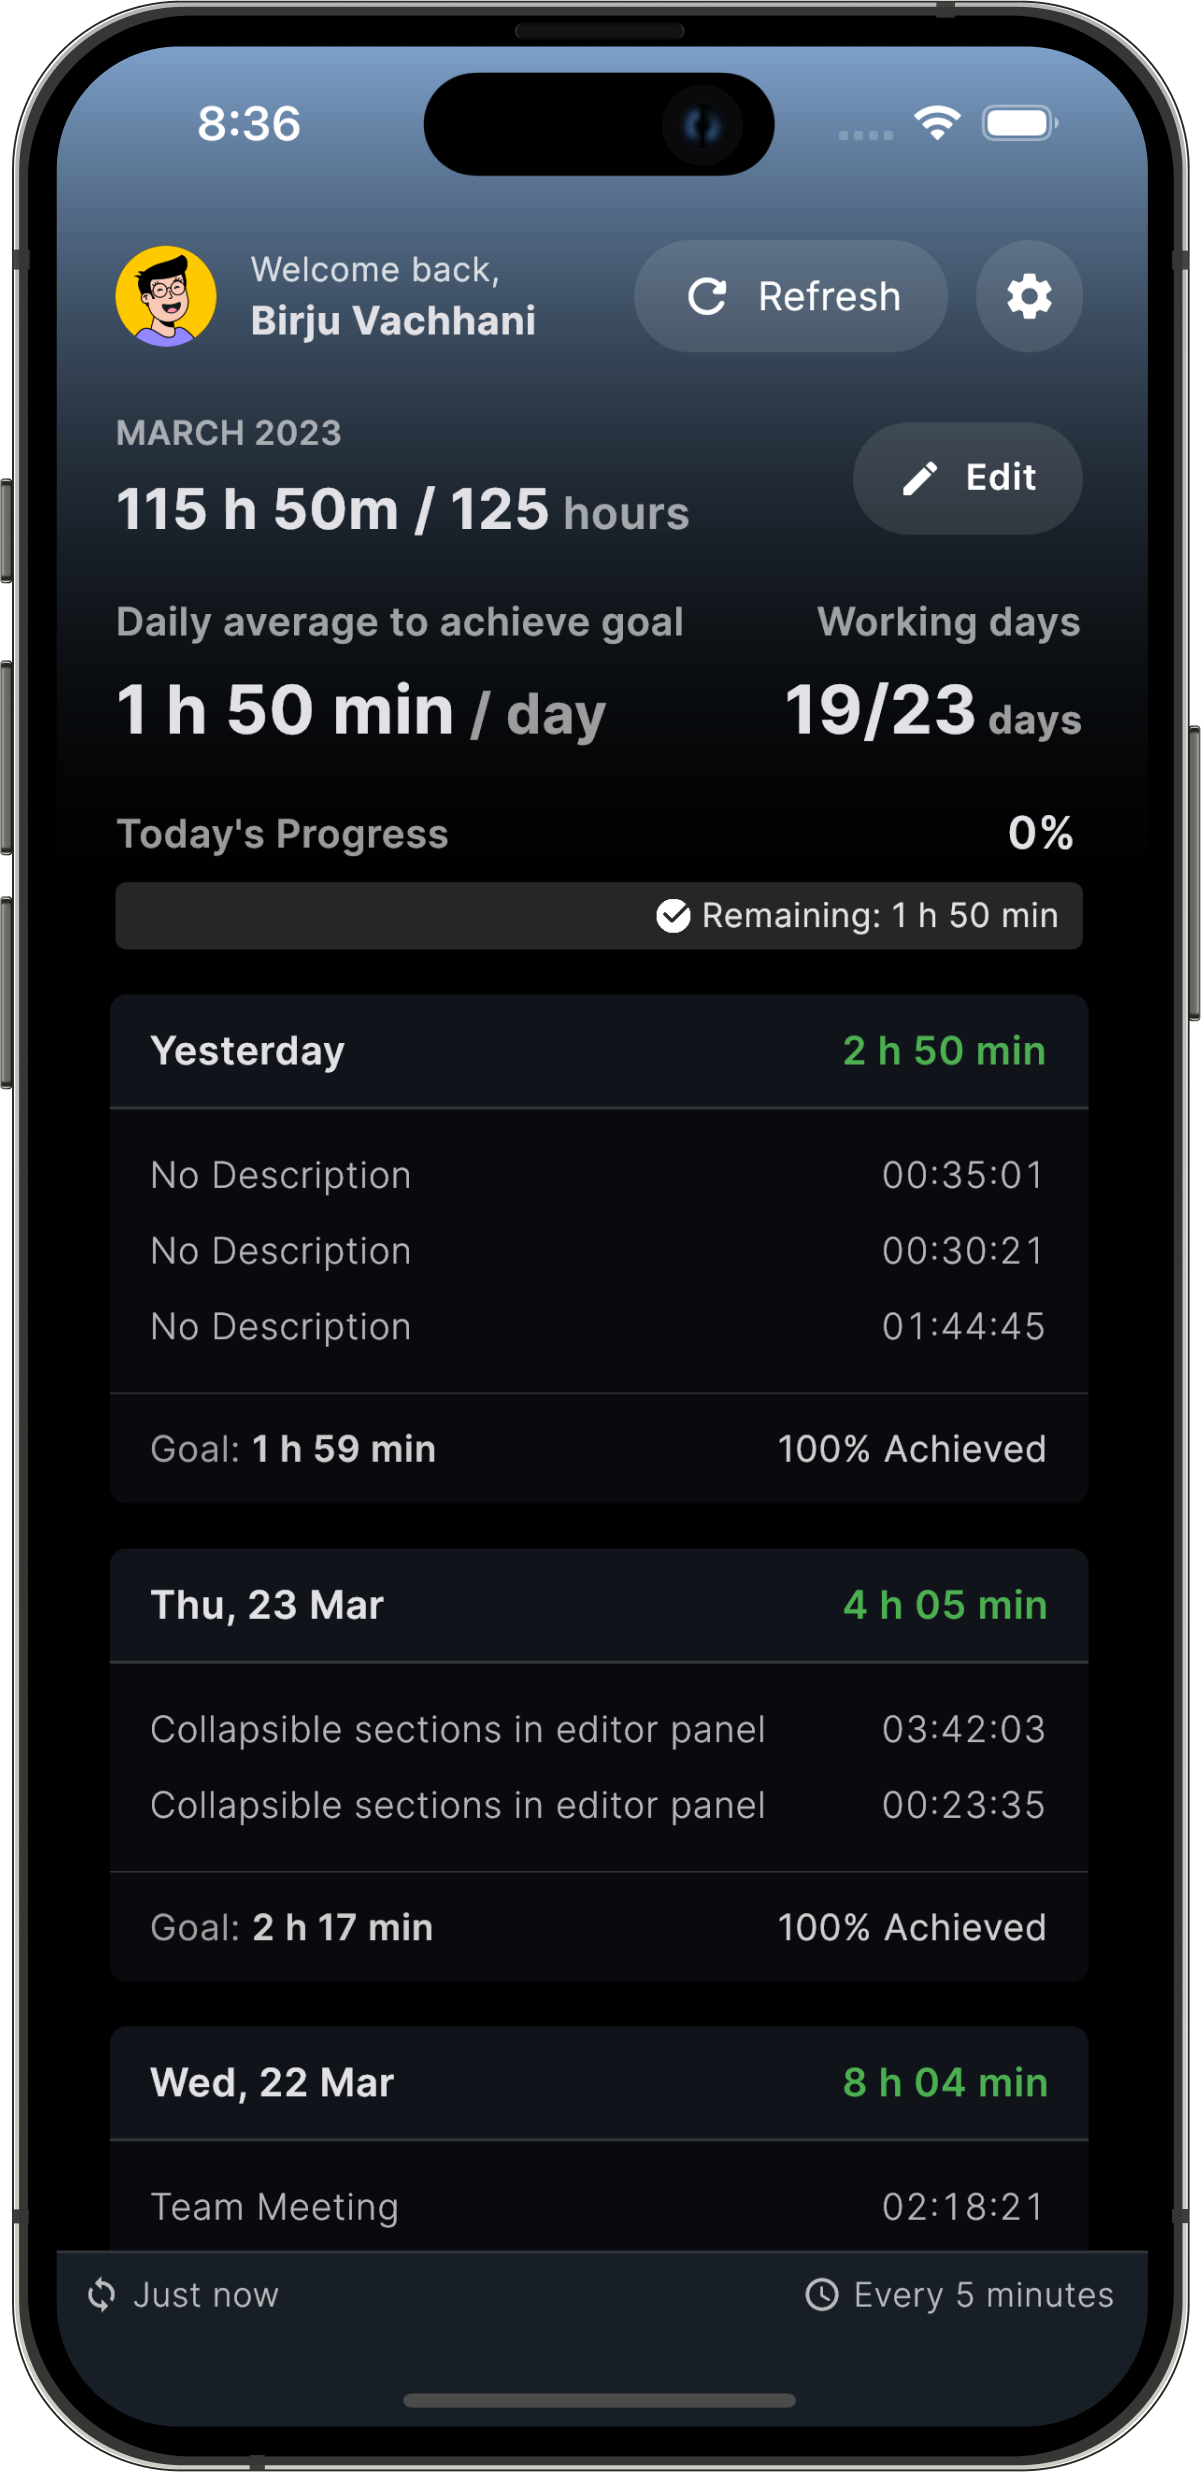 8:36
Welcome back,
Birju Vachhani
Refresh
MARCH 2023
115 h 50m / 125 hours
Edit
Daily average to achieve goal
Working days
1 h 50 min / day
19/23 days
Today's Progress
0%
Remaining: 1 h 50 min
Yesterday
2 h 50 min
No Description
00:35:01
No Description
00:30:21
No Description
01:44:45
Goal: 1 h 59 min
100% Achieved
Thu, 23 Mar
4 h 05 min
Collapsible sections in editor panel
03:42:03
Collapsible sections in editor panel
00:23:35
Goal: 2 h 17 min
100% Achieved
Wed, 22 Mar
8 h 04 min
Team Meeting
02:18:21
Just now
Every 5 minutes